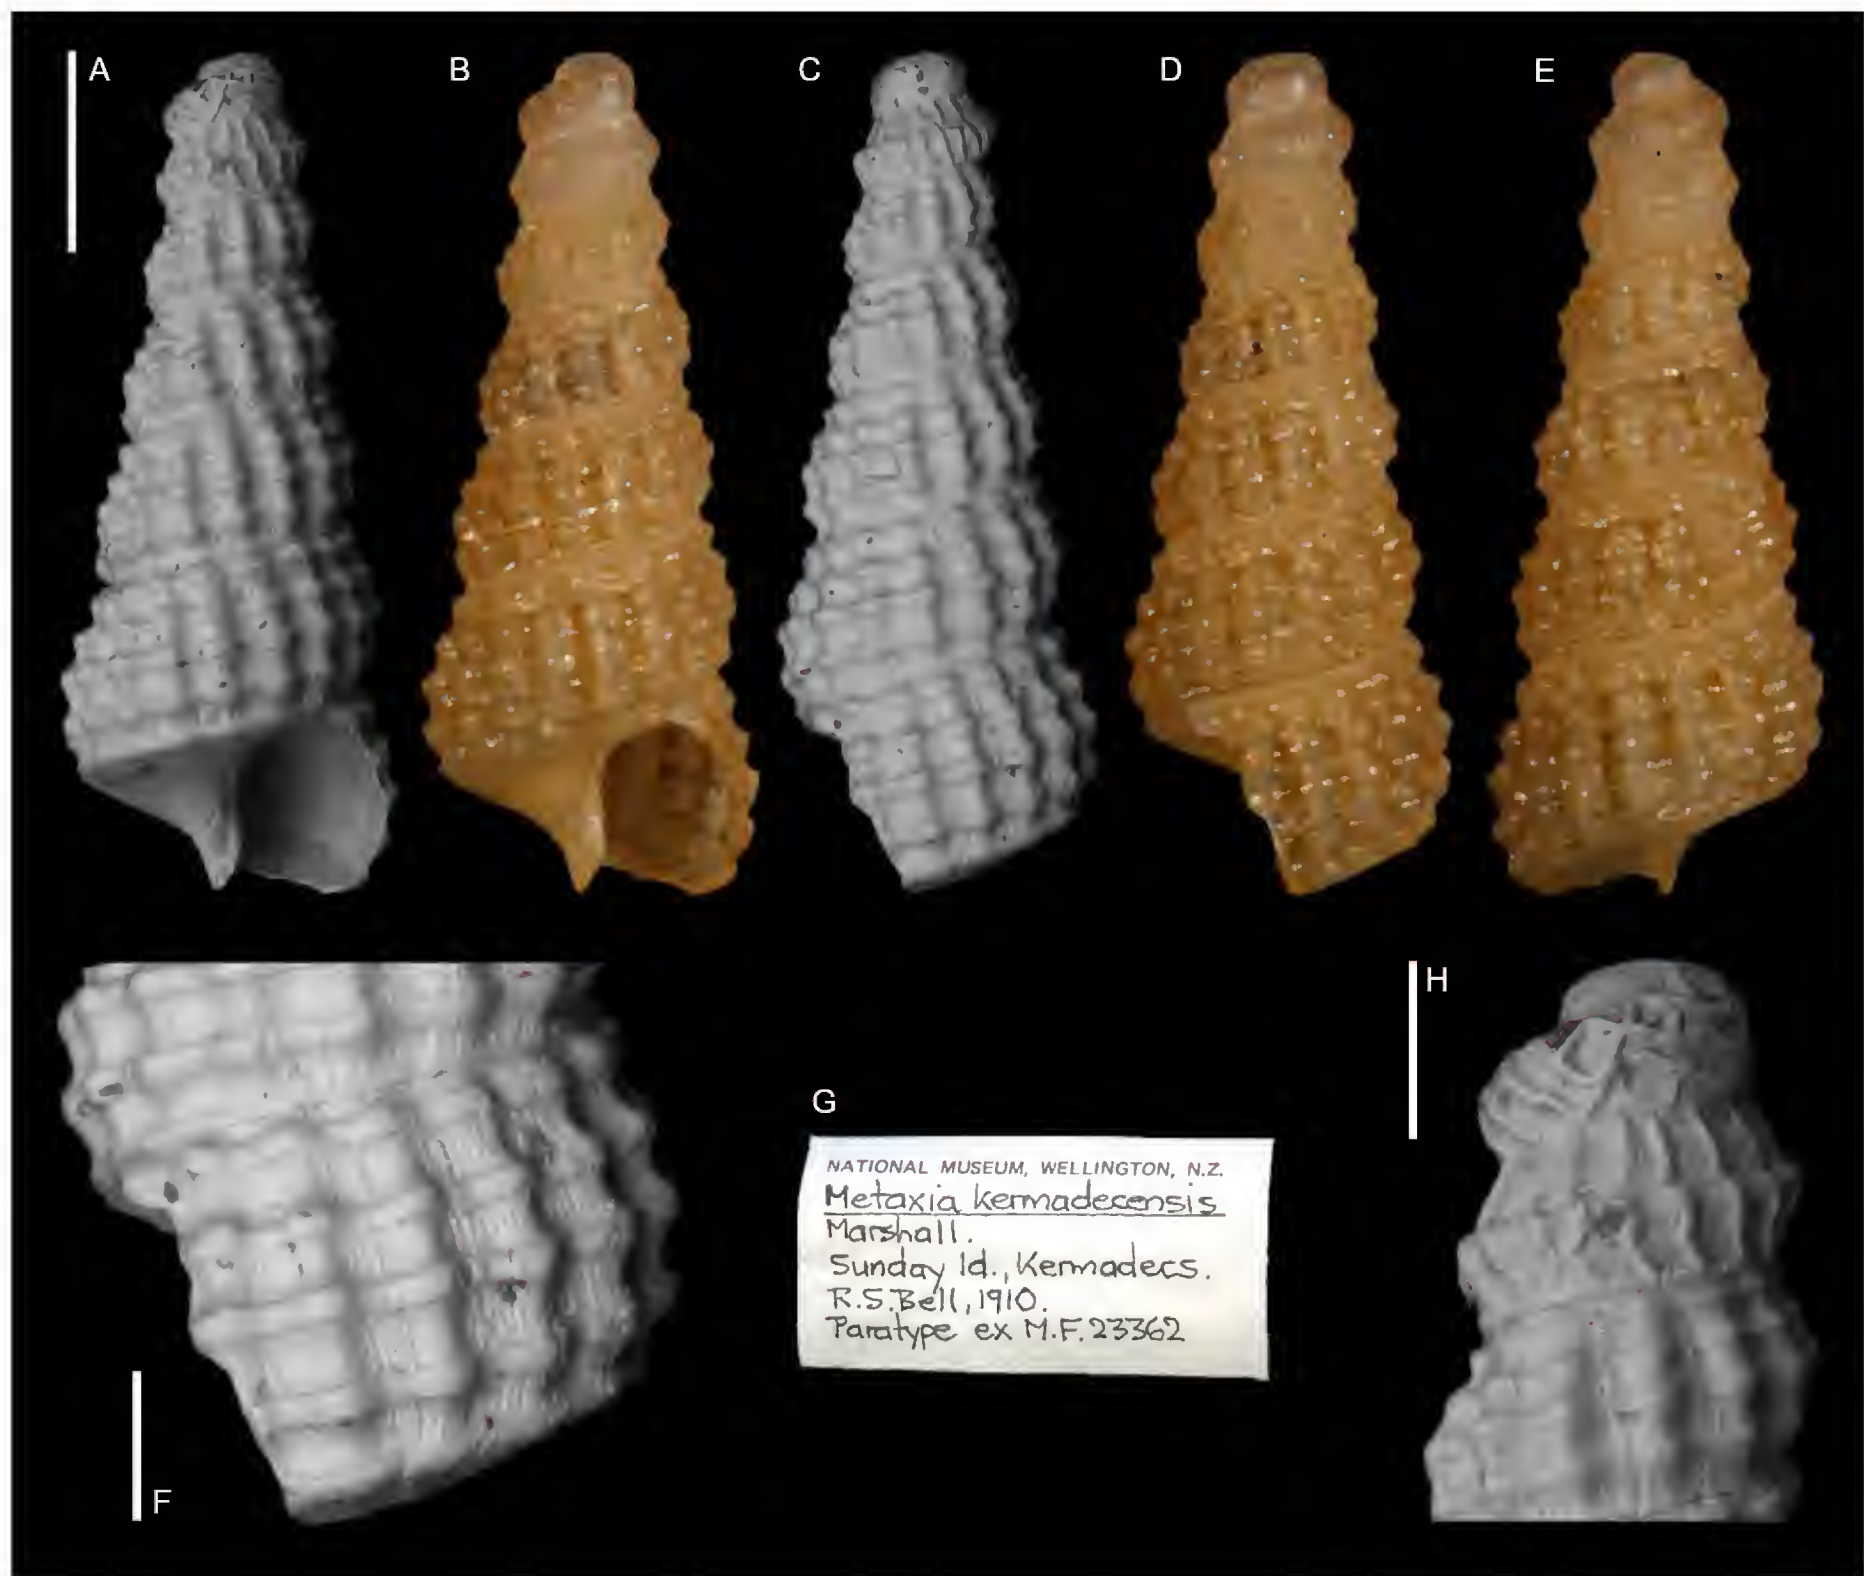 A
B
C
D
E
F
G
H
NATIONAL MUSEUM, WELLINGTON, N.Z.
Metaxia kermadecensis
Marshall.
Sunday Id., Kermadecs.
R.S.Bell, 1910.
Paratype ex M.F.23362